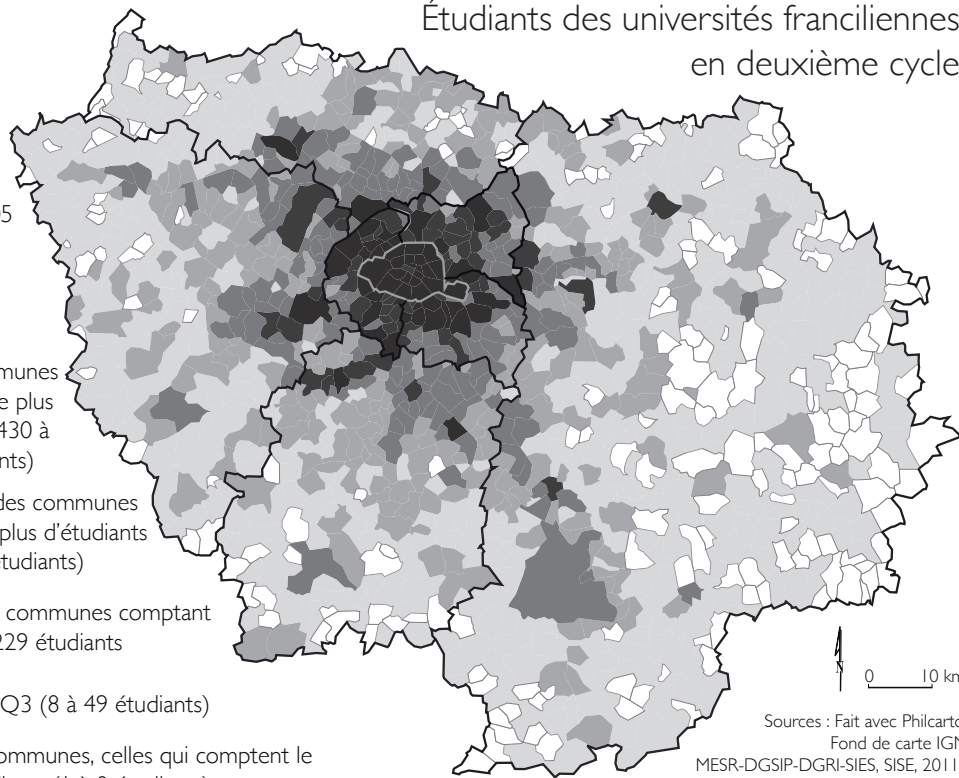 Étudiants des universités franciliennes
en deuxième cycle
05
munes
e plus
430 à
nts)
des communes
plus d'étudiants
étudiants)
communes comptant
229 étudiants
Q3 (8 à 49 étudiants)
ommunes, celles qui comptent le
N
0 10 km
Sources : Fait avec Philcarto
Fond de carte IGN
MESR-DGSIP-DGRI-SIES, SISE, 2011